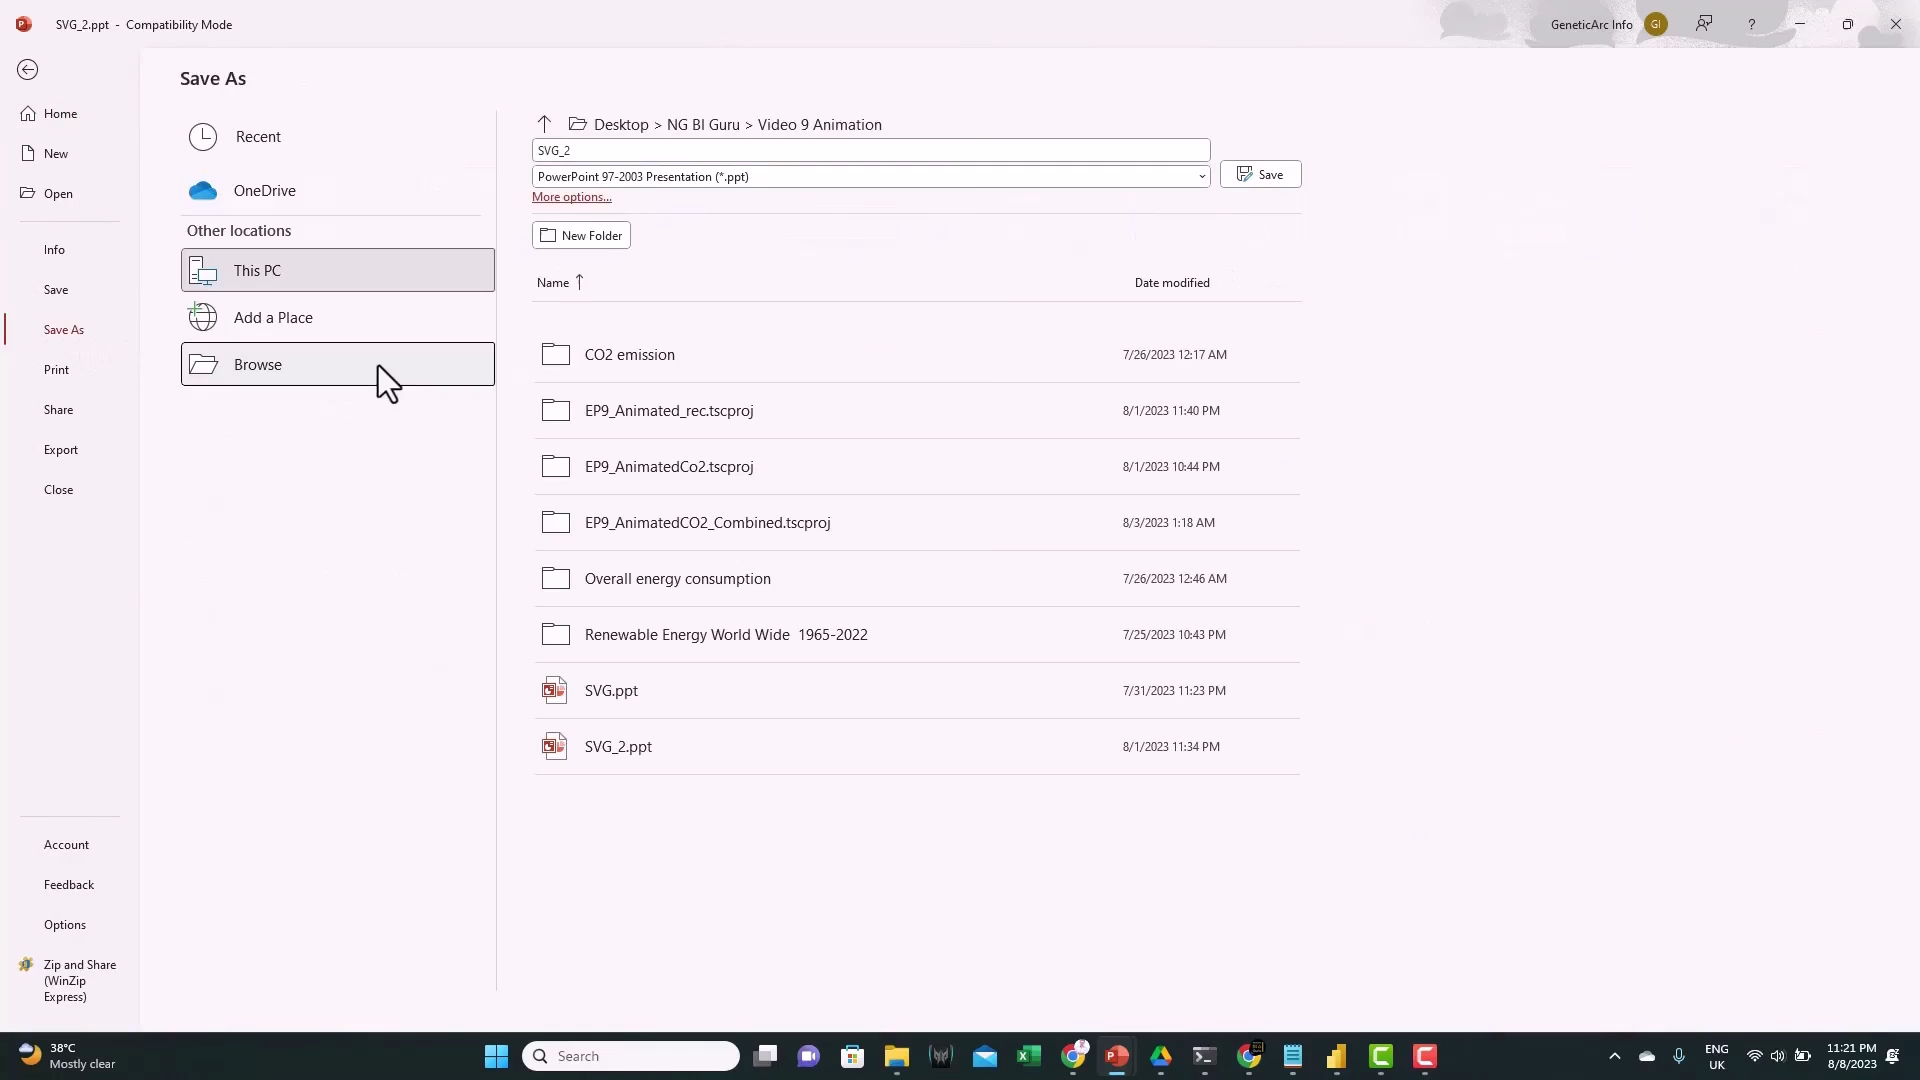 SVG_2.ppt - Compatibility Mode
GeneticArc Info
GI
?
Save As
Home
New
Open
Info
Save
Save As
Print
Share
Export
Close
Account
Feedback
Options
Zip and Share
(WinZip
Express)
Recent
OneDrive
Other locations
This PC
Add a Place
Browse
Desktop > NG BI Guru > Video 9 Animation
SVG_2
PowerPoint 97-2003 Presentation (*.ppt)
Save
More options...
New Folder
Name ↑ Date modified
CO2 emission 7/26/2023 12:17 AM
EP9_Animated_rec.tscproj 8/1/2023 11:40 PM
EP9_AnimatedCo2.tscproj 8/1/2023 10:44 PM
EP9_AnimatedCO2_Combined.tscproj 8/3/2023 1:18 AM
Overall energy consumption 7/26/2023 12:46 AM
Renewable Energy World Wide 1965-2022 7/25/2023 10:43 PM
SVG.ppt 7/31/2023 11:23 PM
SVG_2.ppt 8/1/2023 11:34 PM
38°C
Mostly clear
Search
ENG
UK
11:21 PM
8/8/2023